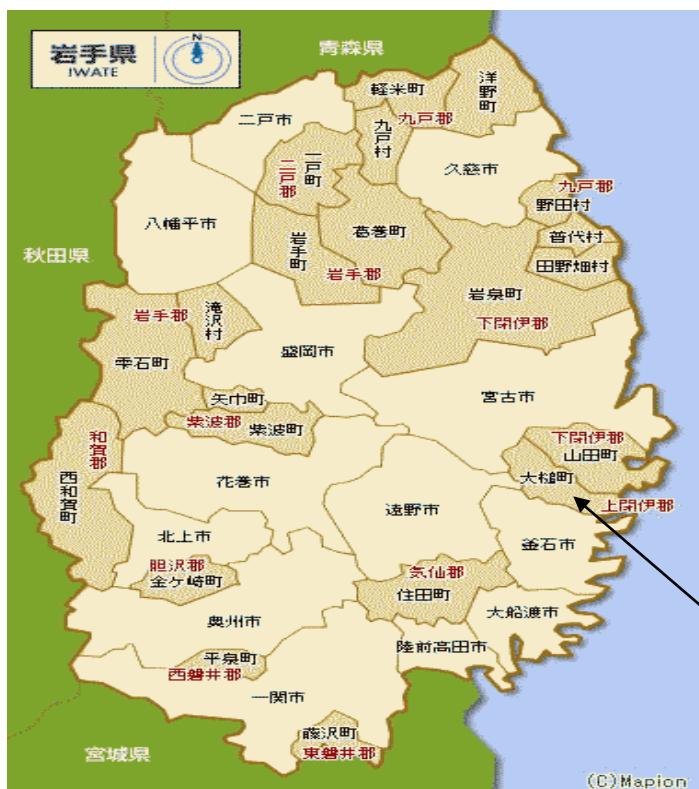 岩手県
IWATE
N
青森県
秋田県
宮城県
軽米町
洋野町
九戸郡
二戸市
九戸村
一戸町
二戸郡
久慈市
九戸郡
野田村
八幡平市
葛巻町
普代村
岩手町
田野畑村
岩手郡
岩泉町
下閉伊郡
岩手郡
滝沢村
雫石町
盛岡市
矢巾町
宮古市
紫波郡
紫波町
和賀郡
西和賀町
下閉伊郡
山田町
花巻市
大槌町
上閉伊郡
遠野市
北上市
釜石市
胆沢郡
金ケ崎町
気仙郡
住田町
奥州市
大船渡市
平泉町
西磐井郡
陸前高田市
一関市
藤沢町
東磐井郡
(C)Mapion